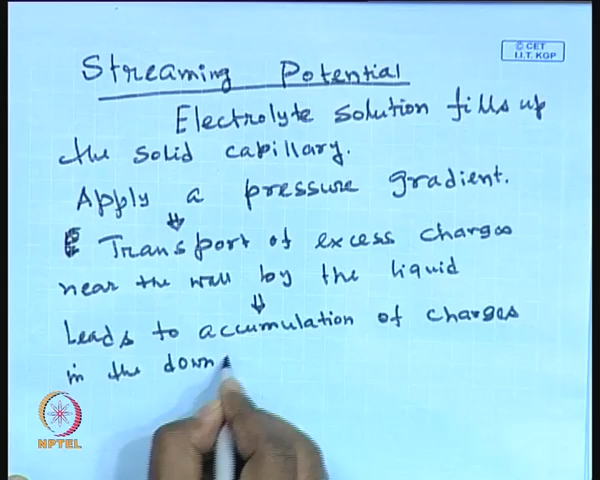 Streaming Potential
© CET
I.I.T. KGP
Electrolyte solution fills up
the solid capillary.
Apply a pressure gradient.
⇓
Transport of excess charges
near the wall by the liquid
⇓
Leads to accumulation of charges
in the down
NPTEL